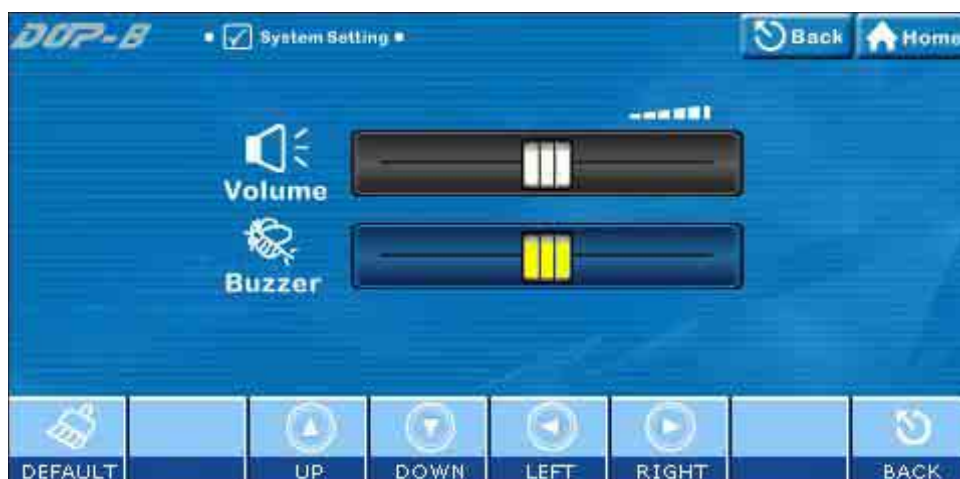 DOP-B
• System Setting •
Back
Home
Volume
Buzzer
DEFAULT
UP
DOWN
LEFT
RIGHT
BACK